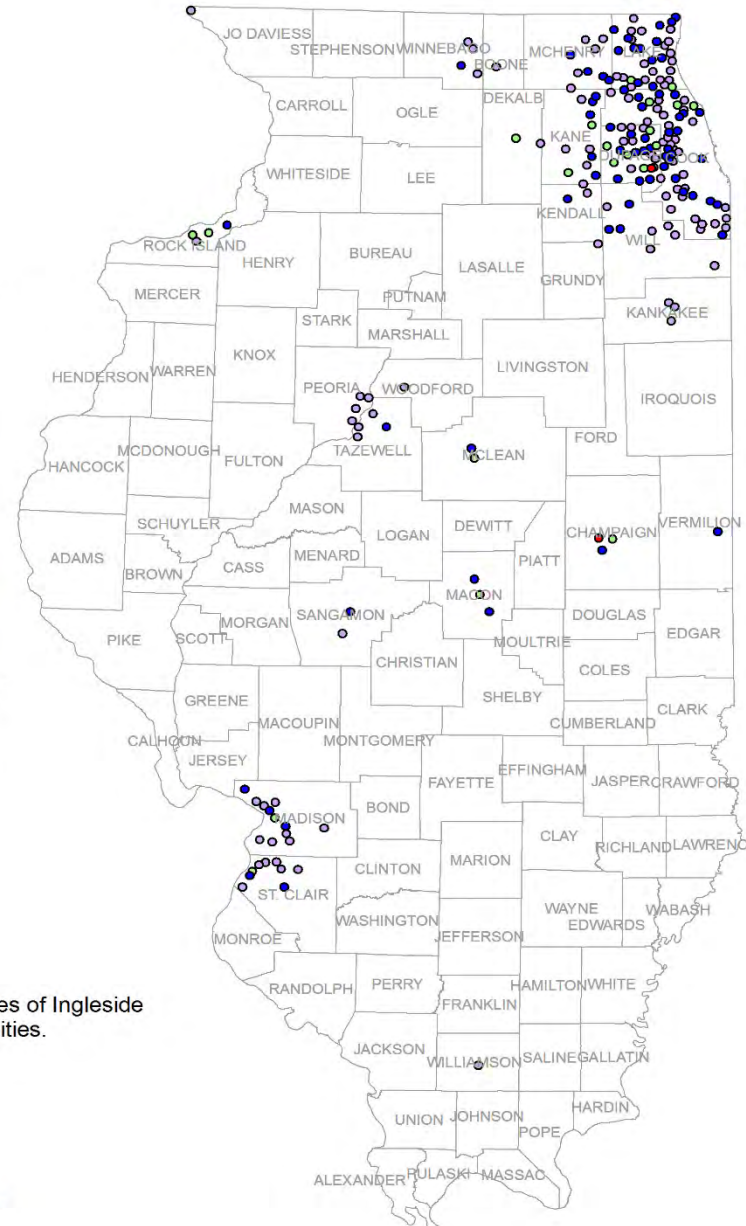 JO DAVIESS
STEPHENSON
WINNEBAGO
BOONE
MCHENRY
LAKE
CARROLL
OGLE
DEKALB
KANE
DUPAGE
COOK
WHITESIDE
LEE
KENDALL
WILL
ROCK ISLAND
HENRY
BUREAU
LASALLE
GRUNDY
MERCER
PUTNAM
KANKAKEE
STARK
MARSHALL
KNOX
LIVINGSTON
HENDERSON
WARREN
PEORIA
WOODFORD
IROQUOIS
MCDONOUGH
FULTON
TAZEWELL
MCLEAN
FORD
HANCOCK
MASON
SCHUYLER
LOGAN
DEWITT
CHAMPAIGN
VERMILION
ADAMS
BROWN
CASS
MENARD
PIATT
MACON
MORGAN
SANGAMON
DOUGLAS
EDGAR
PIKE
SCOTT
CHRISTIAN
MOULTRIE
COLES
GREENE
SHELBY
CLARK
MACOUPIN
CUMBERLAND
CALHOUN
MONTGOMERY
JERSEY
FAYETTE
EFFINGHAM
JASPER
CRAWFORD
MADISON
BOND
CLAY
RICHLAND
LAWRENC
CLINTON
MARION
ST. CLAIR
WAYNE
EDWARDS
WABASH
WASHINGTON
MONROE
JEFFERSON
RANDOLPH
PERRY
HAMILTON
WHITE
es of Ingleside
FRANKLIN
ities.
JACKSON
WILLIAMSON
SALINE
GALLATIN
UNION
JOHNSON
HARDIN
POPE
ALEXANDER
PULASKI
MASSAC